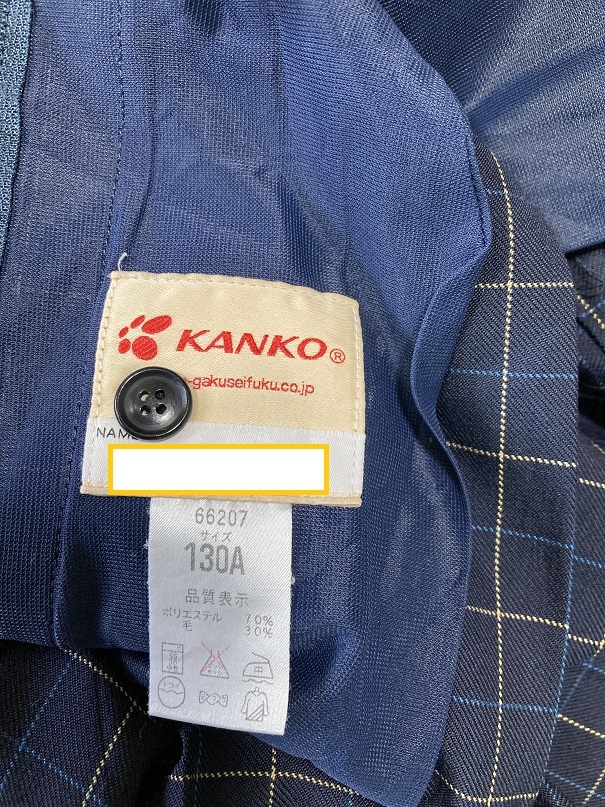 KANKO®
-gakuseifuku.co.jp
NAME
66207
サイズ
130A
品質表示
ポリエステル 70%
毛 30%